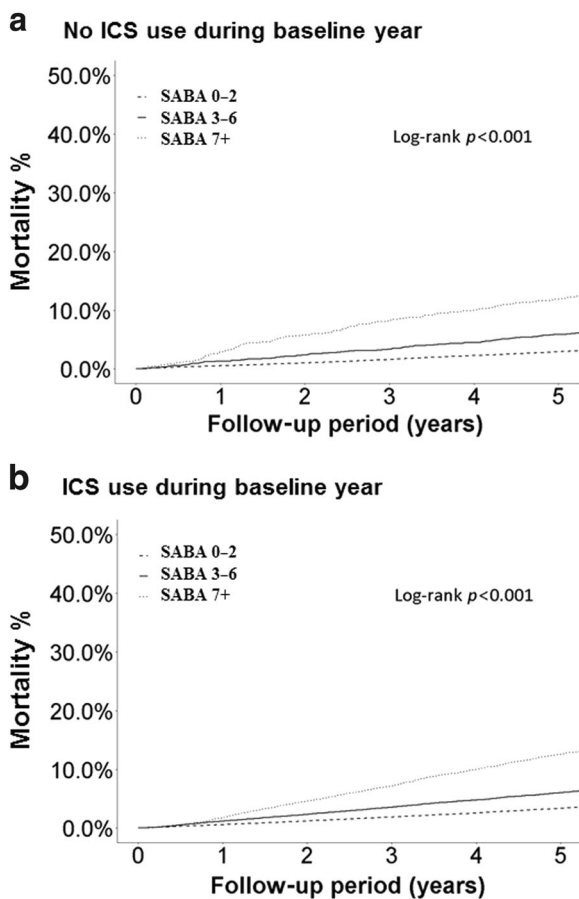 a
No ICS use during baseline year
50.0%
40.0%
30.0%
20.0%
10.0%
0.0%
Mortality %
SABA 0–2
SABA 3–6
SABA 7+
Log-rank p<0.001
0 1 2 3 4 5
Follow-up period (years)
b
ICS use during baseline year
50.0%
40.0%
30.0%
20.0%
10.0%
0.0%
Mortality %
SABA 0–2
SABA 3–6
SABA 7+
Log-rank p<0.001
0 1 2 3 4 5
Follow-up period (years)